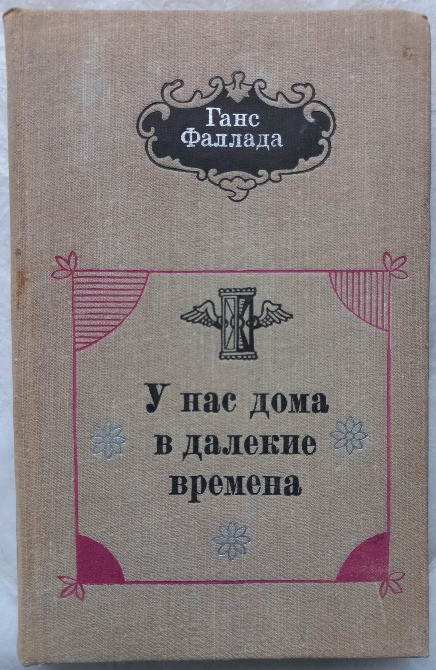 Ганс
Фаллада
У нас дома
в далекие
времена